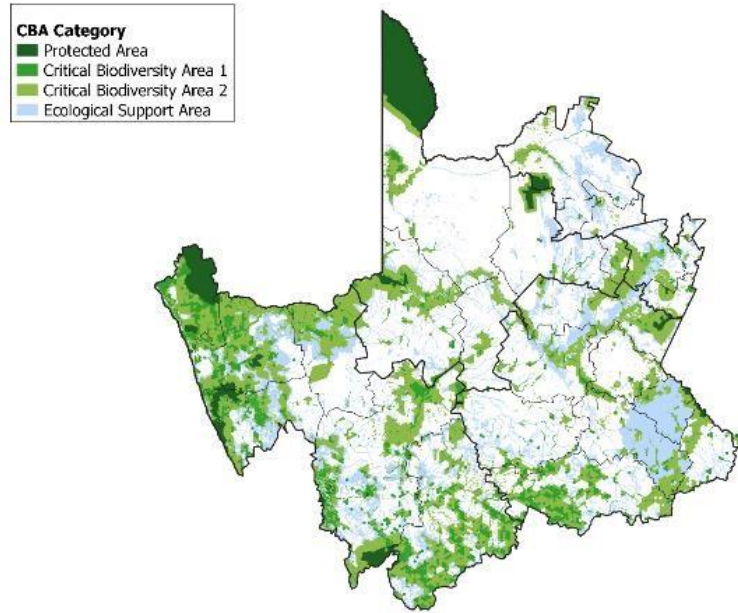 CBA Category
Protected Area
Critical Biodiversity Area 1
Critical Biodiversity Area 2
Ecological Support Area